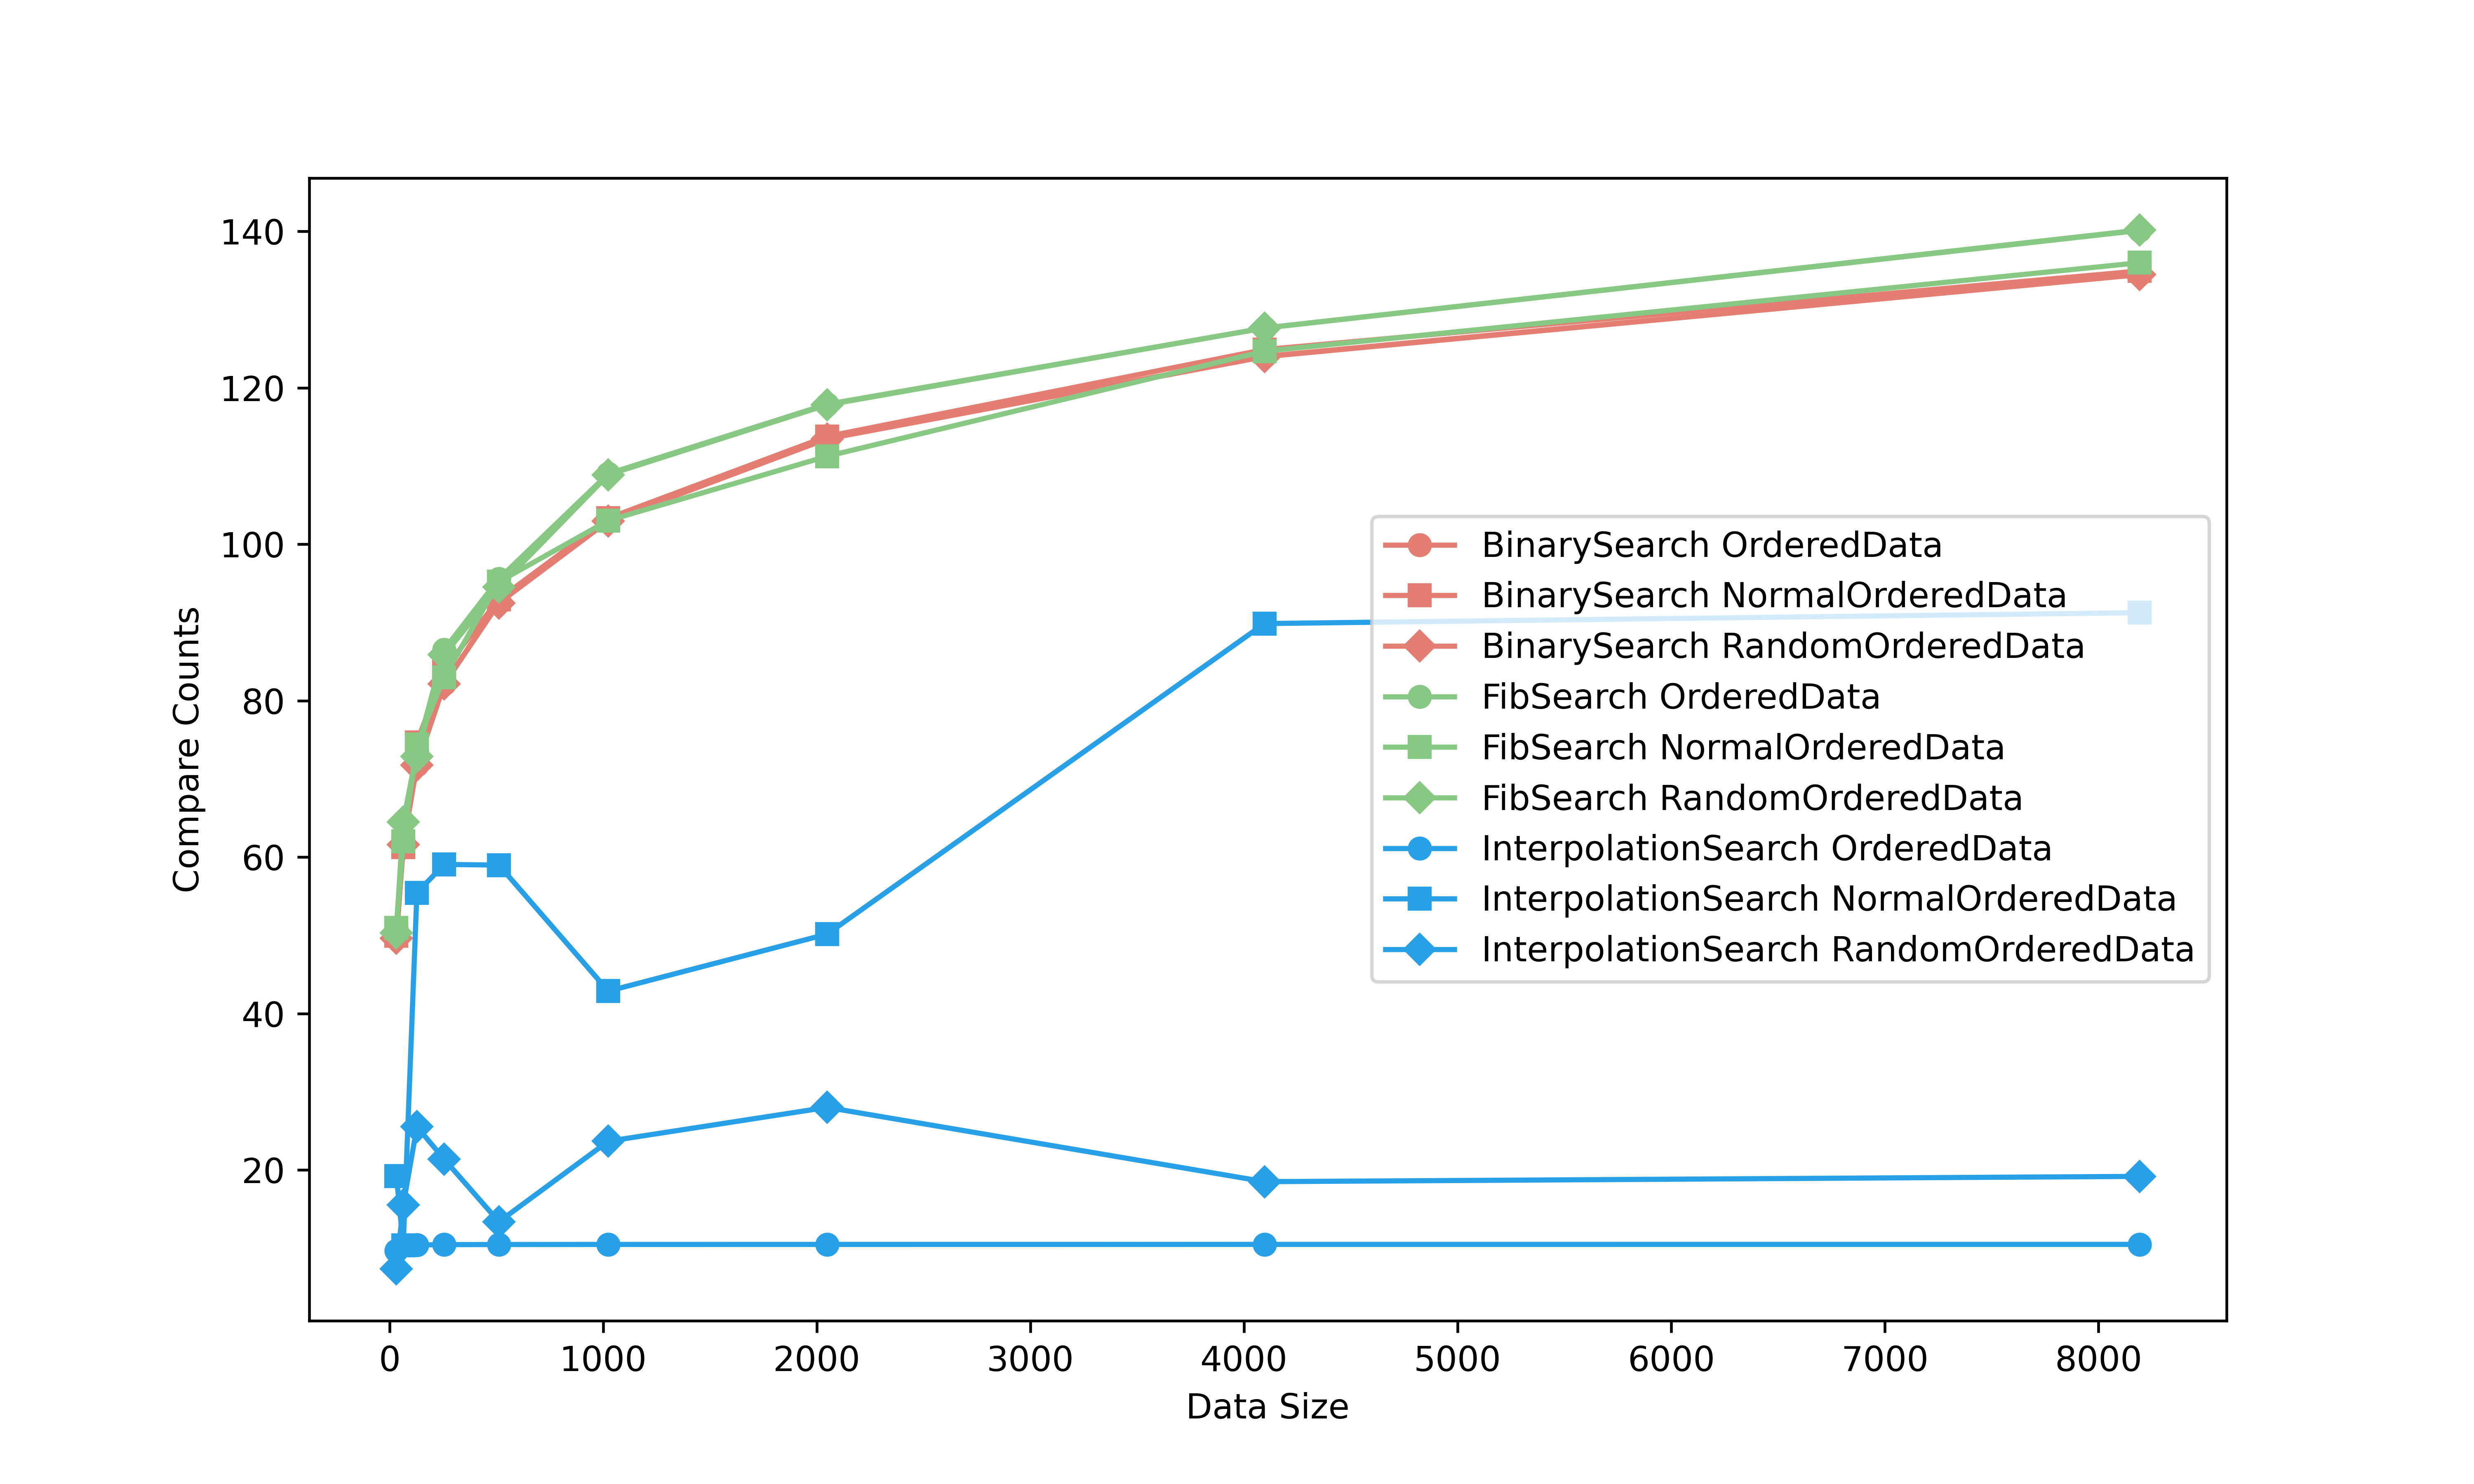 140
120
100
80
60
40
20
Compare Counts
BinarySearch OrderedData
BinarySearch NormalOrderedData
BinarySearch RandomOrderedData
FibSearch OrderedData
FibSearch NormalOrderedData
FibSearch RandomOrderedData
InterpolationSearch OrderedData
InterpolationSearch NormalOrderedData
InterpolationSearch RandomOrderedData
0 1000 2000 3000 4000 5000 6000 7000 8000
Data Size